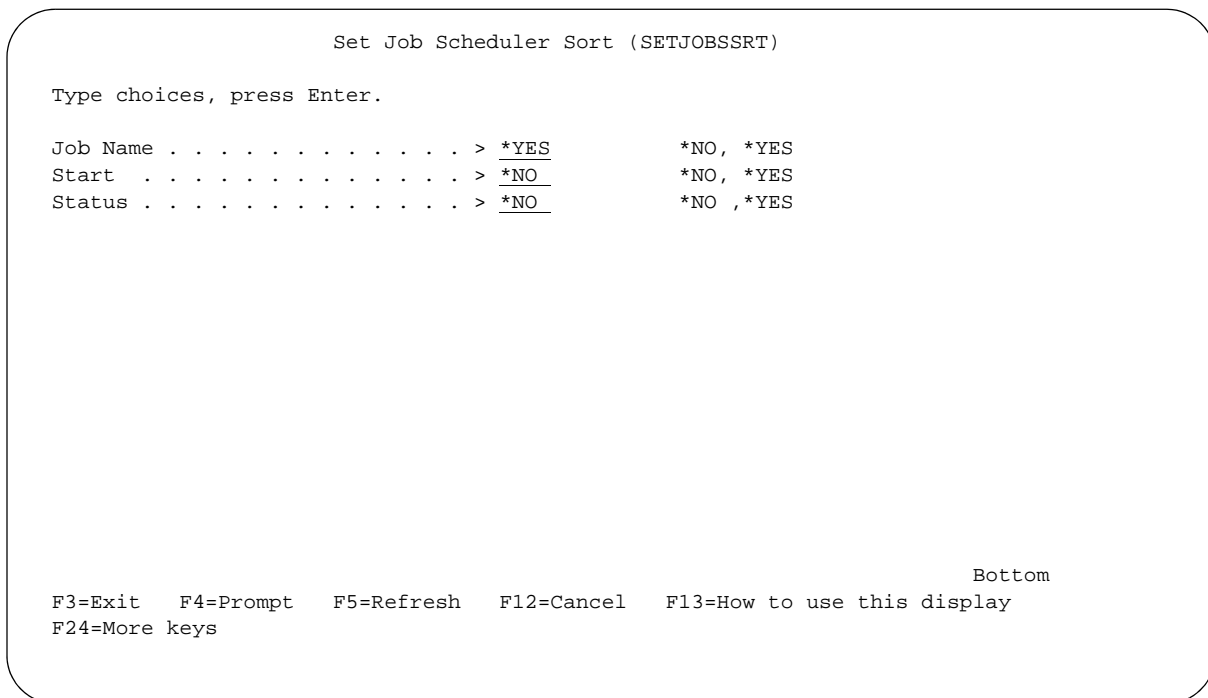 Set Job Scheduler Sort (SETJOBSSRT)
Type choices, press Enter.
Job Name . . . . . . . . . . . . > *YES *NO, *YES
Start . . . . . . . . . . . . . > *NO *NO, *YES
Status . . . . . . . . . . . . . > *NO *NO ,*YES
Bottom
F3=Exit F4=Prompt F5=Refresh F12=Cancel F13=How to use this display
F24=More keys